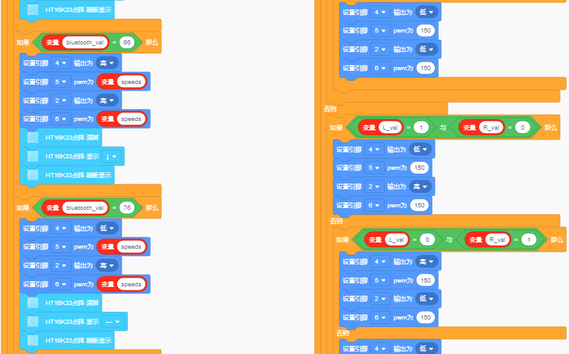 HT16K33点阵 刷新显示
如果 变量 bluetooth_val = 66 那么
设置引脚 4 输出为 高
设置引脚 5 pwm为 变量 speeds
设置引脚 2 输出为 高
设置引脚 6 pwm为 变量 speeds
HT16K33点阵 清屏
HT16K33点阵 显示 ↓
HT16K33点阵 刷新显示
如果 变量 bluetooth_val = 76 那么
设置引脚 4 输出为 低
设置引脚 5 pwm为 变量 speeds
设置引脚 2 输出为 高
设置引脚 6 pwm为 变量 speeds
HT16K33点阵 清屏
HT16K33点阵 显示 ←
HT16K33点阵 刷新显示
设置引脚 4 输出为 低
设置引脚 5 pwm为 150
设置引脚 2 输出为 低
设置引脚 6 pwm为 150
否则
如果 变量 L_val = 1 与 变量 R_val = 0 那么
设置引脚 4 输出为 低
设置引脚 5 pwm为 150
设置引脚 2 输出为 高
设置引脚 6 pwm为 150
否则
如果 变量 L_val = 0 与 变量 R_val = 1 那么
设置引脚 4 输出为 高
设置引脚 5 pwm为 150
设置引脚 2 输出为 低
设置引脚 6 pwm为 150
否则
设置引脚 4 输出为 低